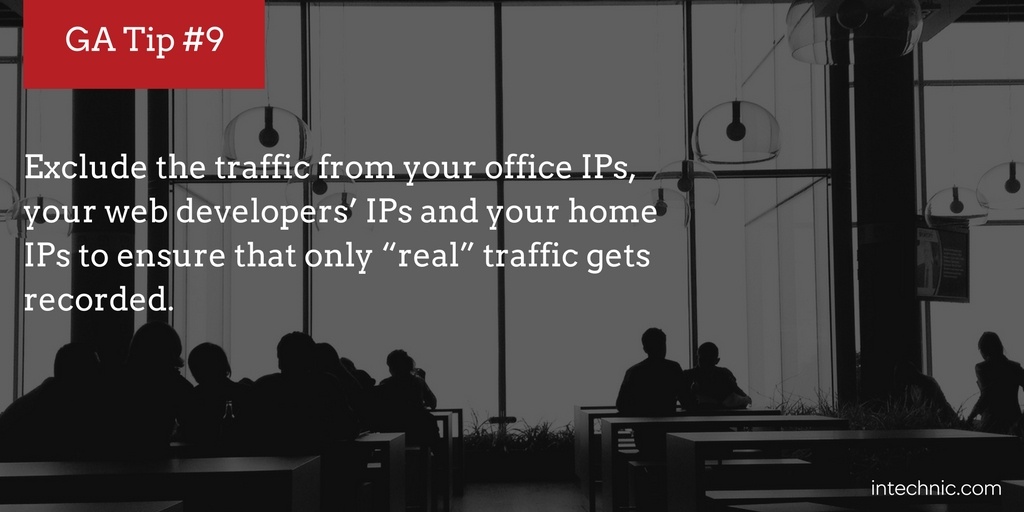 GA Tip #9
Exclude the traffic from your office IPs,
your web developers’ IPs and your home
IPs to ensure that only “real” traffic gets
recorded.
intechnic.com